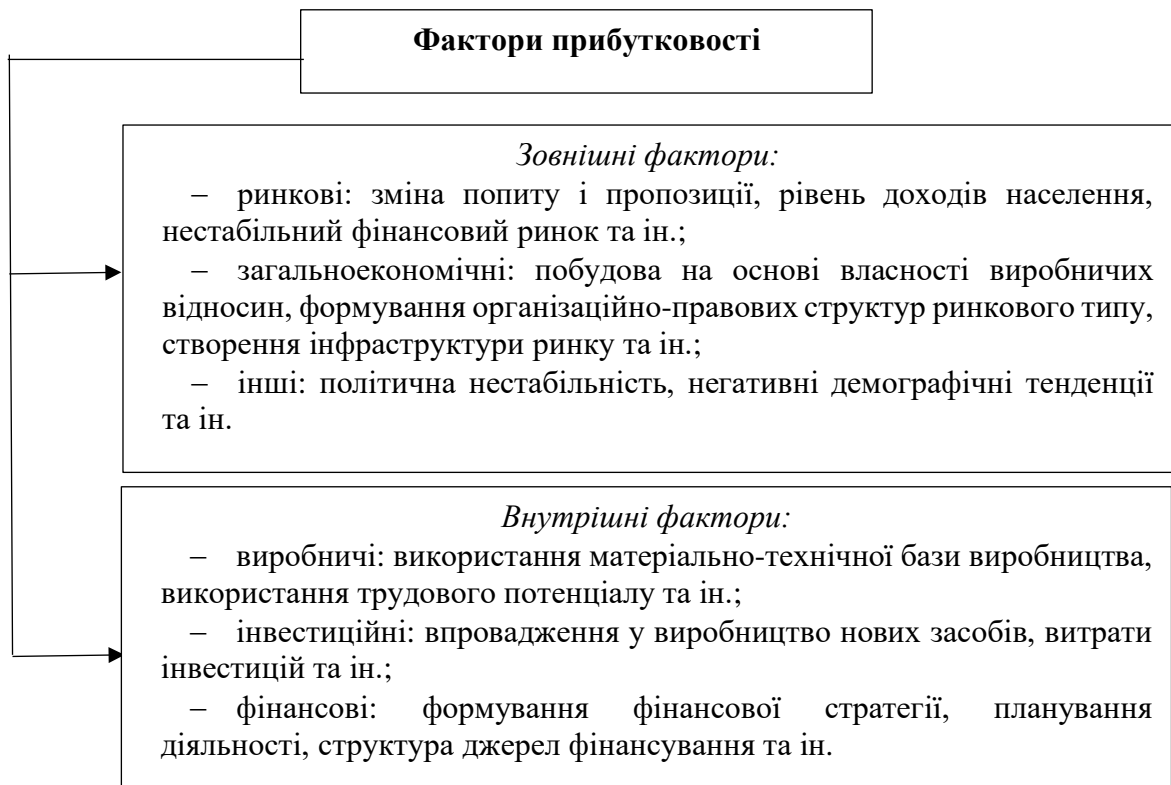 Фактори прибутковості
Зовнішні фактори:
– ринкові: зміна попиту і пропозиції, рівень доходів населення,
нестабільний фінансовий ринок та ін.;
– загальноекономічні: побудова на основі власності виробничих
відносин, формування організаційно-правових структур ринкового типу,
створення інфраструктури ринку та ін.;
– інші: політична нестабільність, негативні демографічні тенденції
та ін.
Внутрішні фактори:
– виробничі: використання матеріально-технічної бази виробництва,
використання трудового потенціалу та ін.;
– інвестиційні: впровадження у виробництво нових засобів, витрати
інвестицій та ін.;
– фінансові: формування фінансової стратегії, планування
діяльності, структура джерел фінансування та ін.